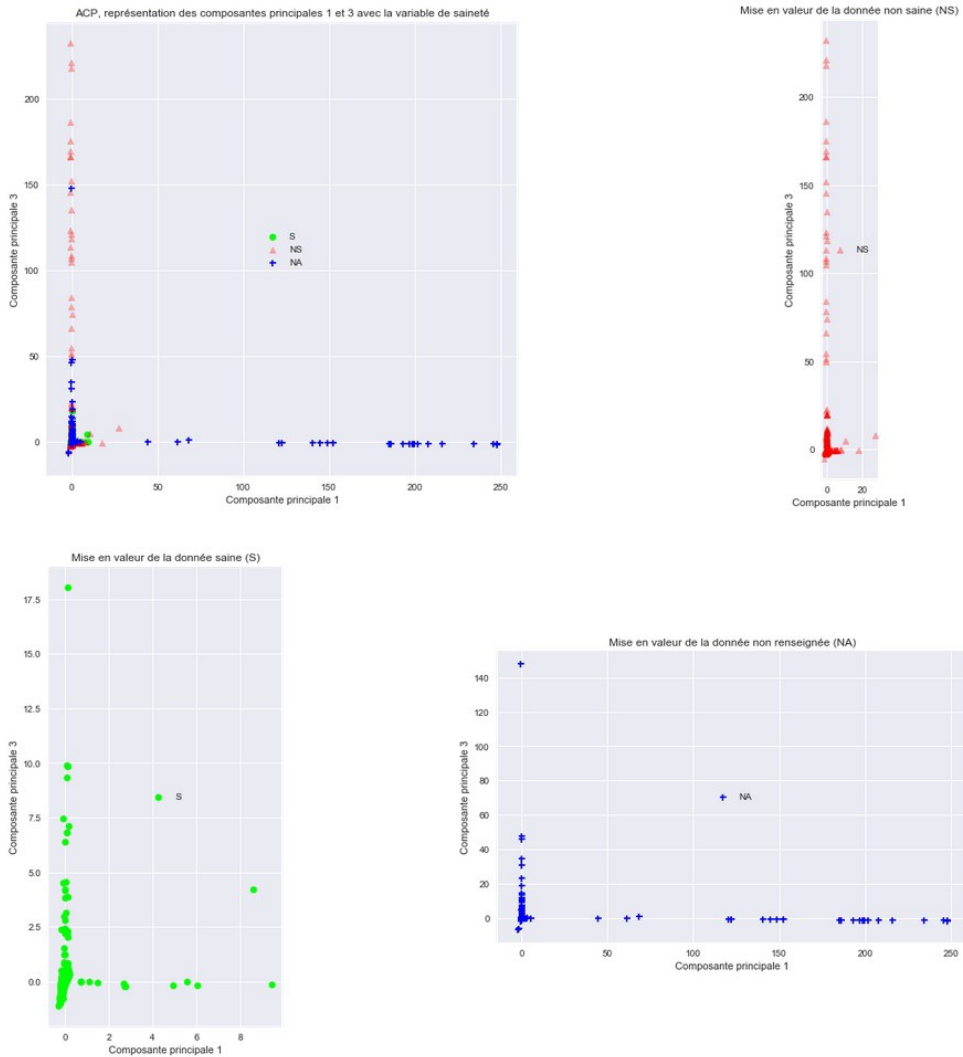 ACP, représentation des composantes principales 1 et 3 avec la variable de saineté
Composante principale 3
200
150
100
50
0
S
NS
NA
0 50 100 150 200 250
Composante principale 1
Mise en valeur de la donnée non saine (NS)
Composante principale 3
200
150
100
50
0
NS
0 20
Composante principale 1
Mise en valeur de la donnée saine (S)
Composante principale 3
17.5
15.0
12.5
10.0
7.5
5.0
2.5
0.0
S
0 2 4 6 8
Composante principale 1
Mise en valeur de la donnée non renseignée (NA)
Composante principale 3
140
120
100
80
60
40
20
0
NA
0 50 100 150 200 250
Composante principale 1